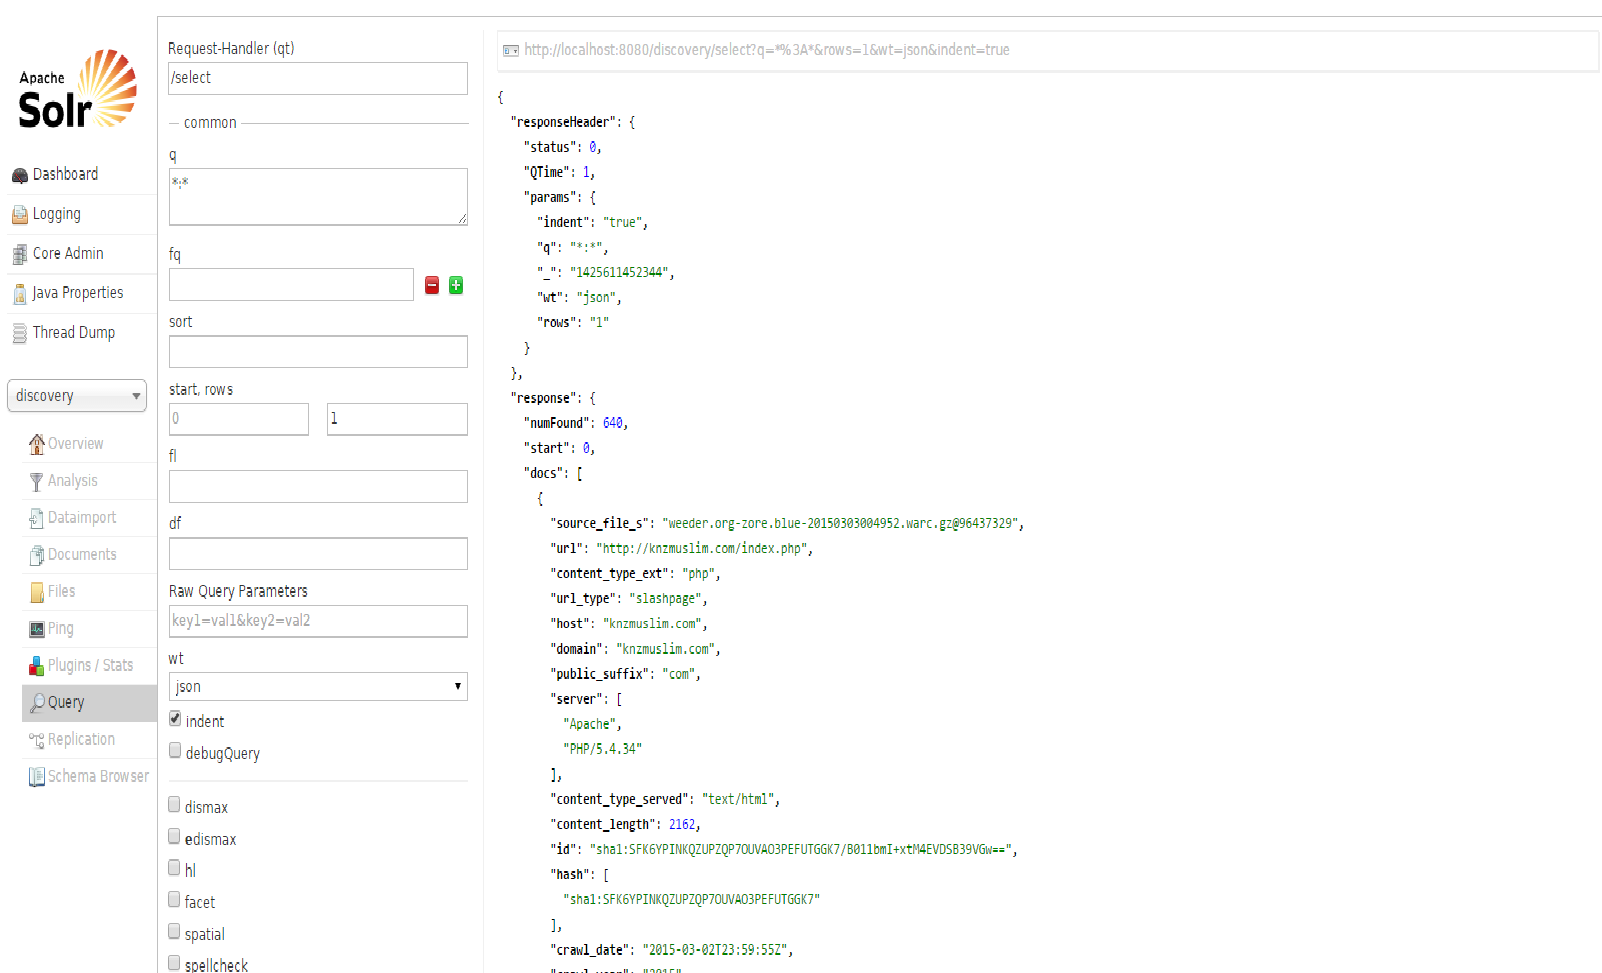 Apache
Solr
Dashboard
Logging
Core Admin
Java Properties
Thread Dump
discovery
Overview
Analysis
Dataimport
Documents
Files
Ping
Plugins / Stats
Query
Replication
Schema Browser
Request-Handler (qt)
/select
common
q
*:*
fq
sort
start, rows
0
1
fl
df
Raw Query Parameters
key1=val1&key2=val2
wt
json
indent
debugQuery
dismax
edismax
hl
facet
spatial
spellcheck
http://localhost:8080/discovery/select?q=*%3A*&rows=1&wt=json&indent=true
{
"responseHeader": {
"status": 0,
"QTime": 1,
"params": {
"indent": "true",
"q": "*:*",
"_": "1425611452344",
"wt": "json",
"rows": "1"
}
},
"response": {
"numFound": 640,
"start": 0,
"docs": [
{
"source_file_s": "weeder.org-zore.blue-20150303004952.warc.gz@96437329",
"url": "http://knzmuslim.com/index.php",
"content_type_ext": "php",
"url_type": "slashpage",
"host": "knzmuslim.com",
"domain": "knzmuslim.com",
"public_suffix": "com",
"server": [
"Apache",
"PHP/5.4.34"
],
"content_type_served": "text/html",
"content_length": 2162,
"id": "sha1:SFK6YPINKQZUPZQP7OUVAO3PEFUTGGK7/B011bmI+xtM4EVDSB39VGw==",
"hash": [
"sha1:SFK6YPINKQZUPZQP7OUVAO3PEFUTGGK7"
],
"crawl_date": "2015-03-02T23:59:55Z",
"crawl_year": "2015",